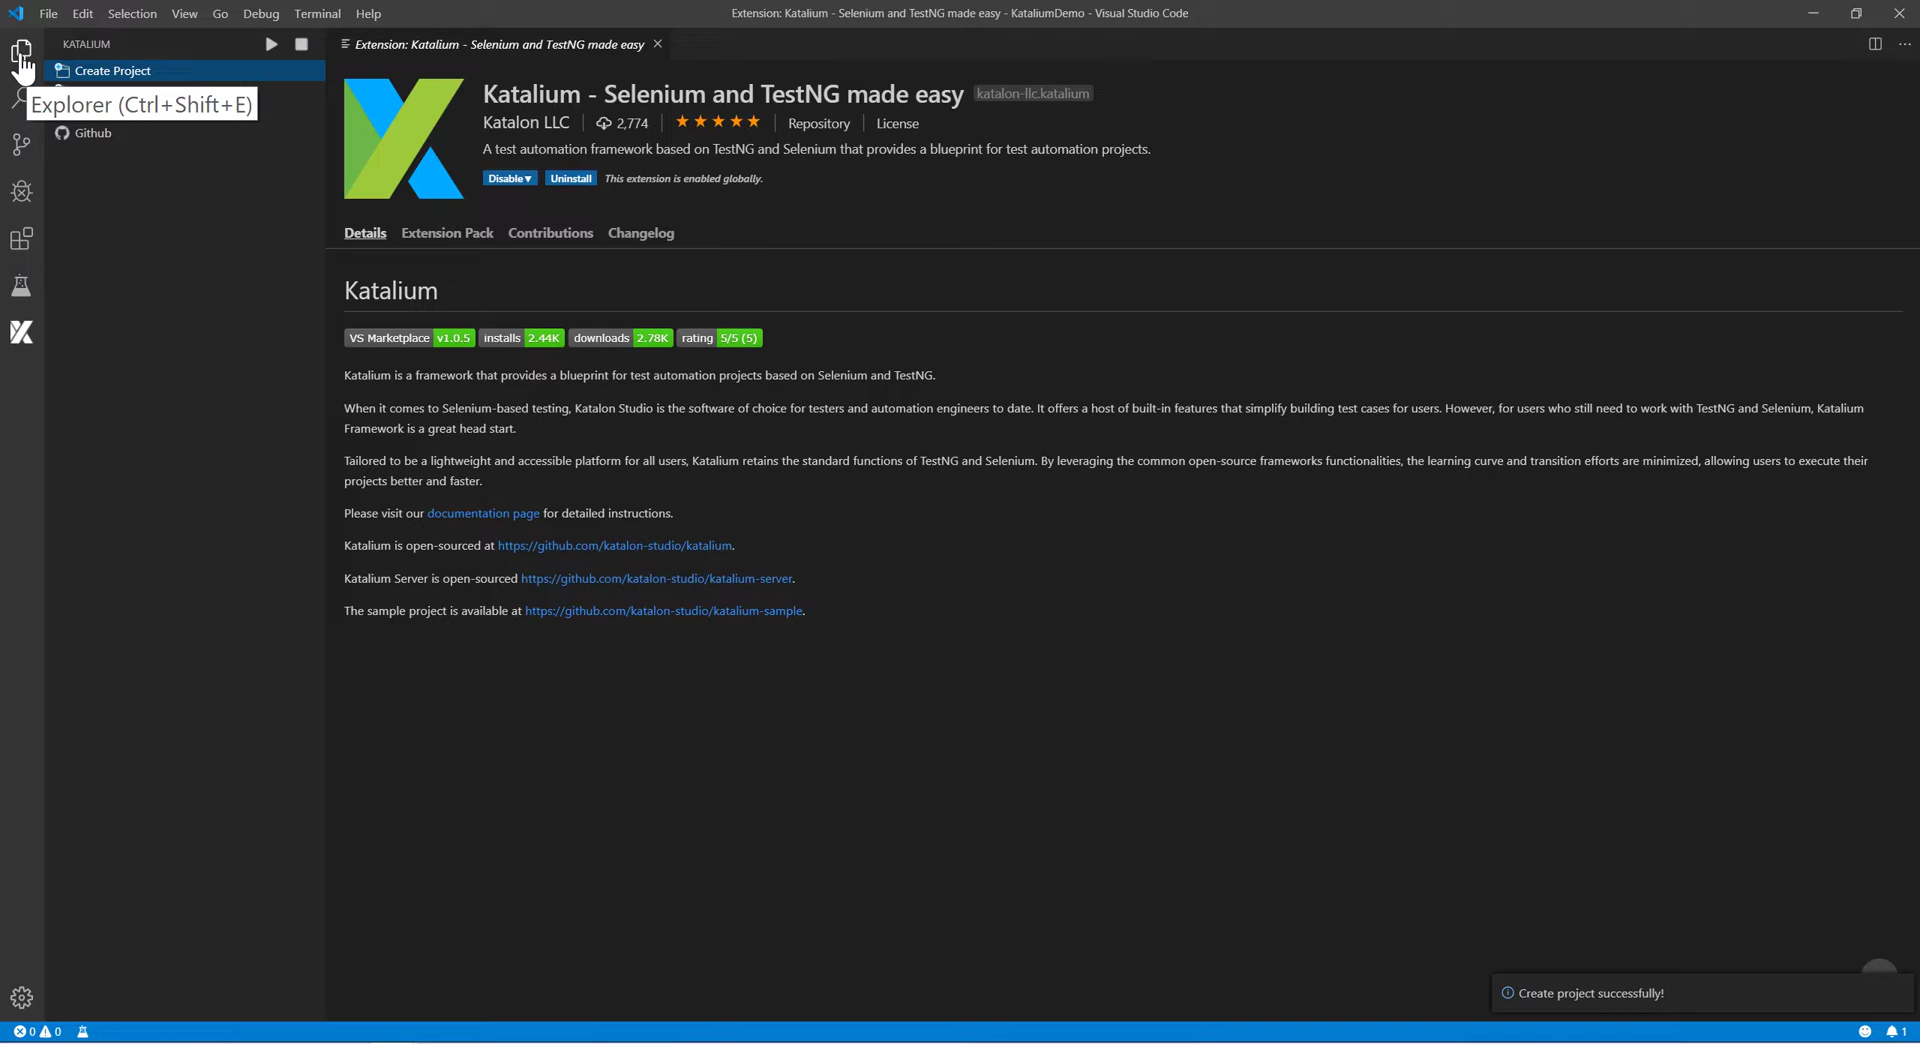 File Edit Selection View Go Debug Terminal Help
Extension: Katalium - Selenium and TestNG made easy - KataliumDemo - Visual Studio Code
KATALIUM
Extension: Katalium - Selenium and TestNG made easy
Create Project
Explorer (Ctrl+Shift+E)
Github
Katalium - Selenium and TestNG made easy katalon-llc.katalium
Katalon LLC 2,774 Repository License
A test automation framework based on TestNG and Selenium that provides a blueprint for test automation projects.
Disable Uninstall This extension is enabled globally.
Details Extension Pack Contributions Changelog
Katalium
VS Marketplace v1.0.5 installs 2.44K downloads 2.78K rating 5/5 (5)
Katalium is a framework that provides a blueprint for test automation projects based on Selenium and TestNG.
When it comes to Selenium-based testing, Katalon Studio is the software of choice for testers and automation engineers to date. It offers a host of built-in features that simplify building test cases for users. However, for users who still need to work with TestNG and Selenium, Katalium
Framework is a great head start.
Tailored to be a lightweight and accessible platform for all users, Katalium retains the standard functions of TestNG and Selenium. By leveraging the common open-source frameworks functionalities, the learning curve and transition efforts are minimized, allowing users to execute their
projects better and faster.
Please visit our documentation page for detailed instructions.
Katalium is open-sourced at https://github.com/katalon-studio/katalium.
Katalium Server is open-sourced https://github.com/katalon-studio/katalium-server.
The sample project is available at https://github.com/katalon-studio/katalium-sample.
Create project successfully!
0 0
1